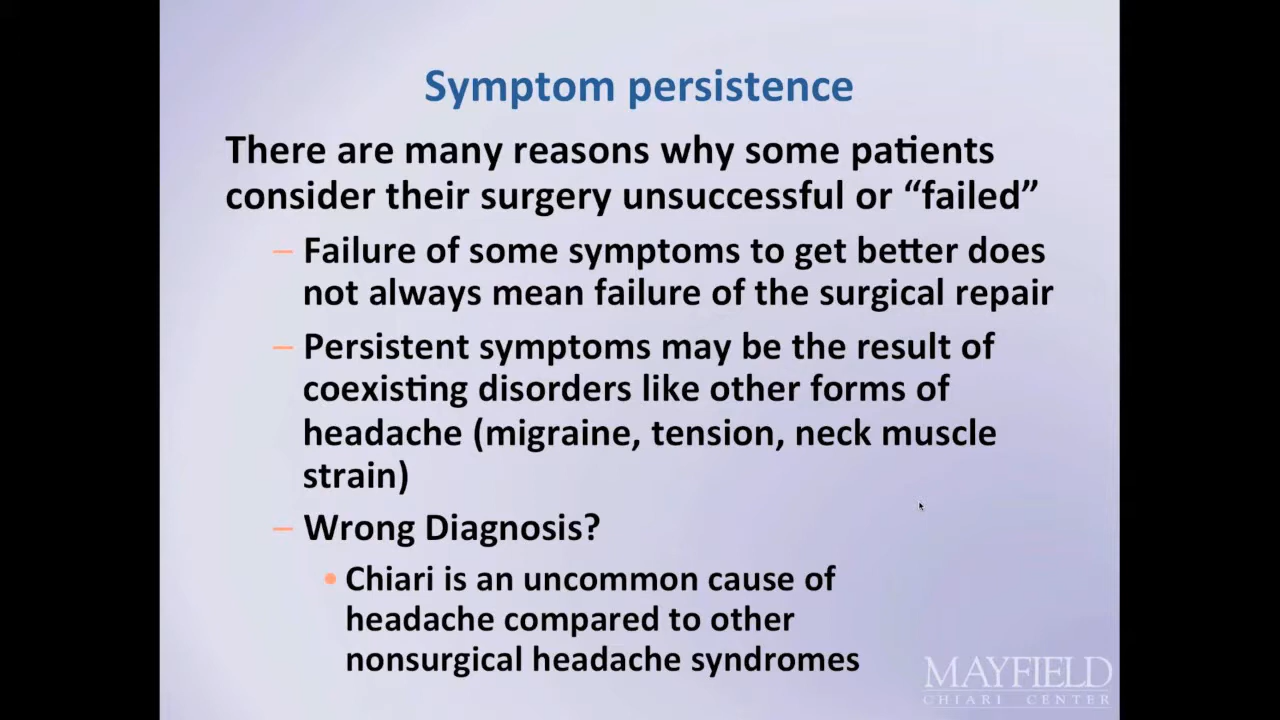 Symptom persistence
There are many reasons why some patients
consider their surgery unsuccessful or “failed”
– Failure of some symptoms to get better does
not always mean failure of the surgical repair
– Persistent symptoms may be the result of
coexisting disorders like other forms of
headache (migraine, tension, neck muscle
strain)
– Wrong Diagnosis?
• Chiari is an uncommon cause of
headache compared to other
nonsurgical headache syndromes
MAYFIELD
CHIARI CENTER